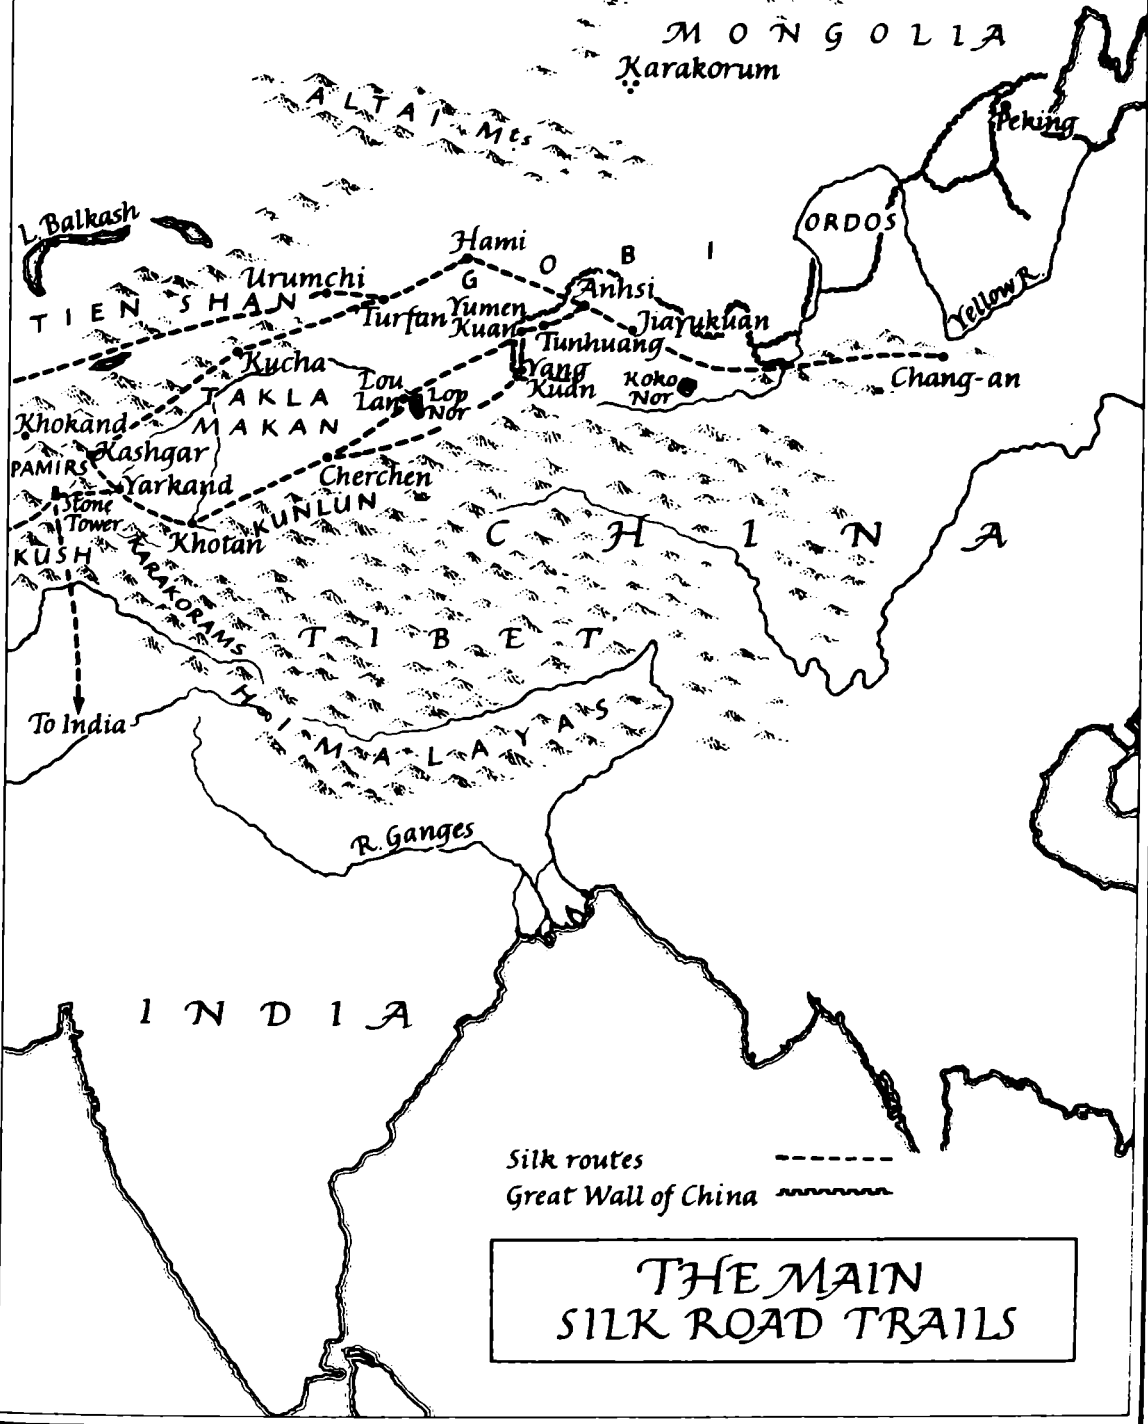 MONGOLIA
Karakorum
ALTAI Mts
Peking
L. Balkash
ORDOS
Hami
GOBI
Urumchi
Anhsi
TIEN SHAN
Turfan
Yumen
Kuan
Jiayukuan
Yellow R
Tunhuang
Kucha
Yang
Kuan
Koko
Nor
Chang-an
Lou
Lan
Lop
Nor
TAKLA
MAKAN
Khokand
Kashgar
PAMIRS
Yarkand
Cherchen
Stone
Tower
KUNLUN
Khotan
KUSH
CHINA
KARAKORAMS
TIBET
To India
HIMALAYAS
R. Ganges
INDIA
Silk routes
Great Wall of China
THE MAIN
SILK ROAD TRAILS